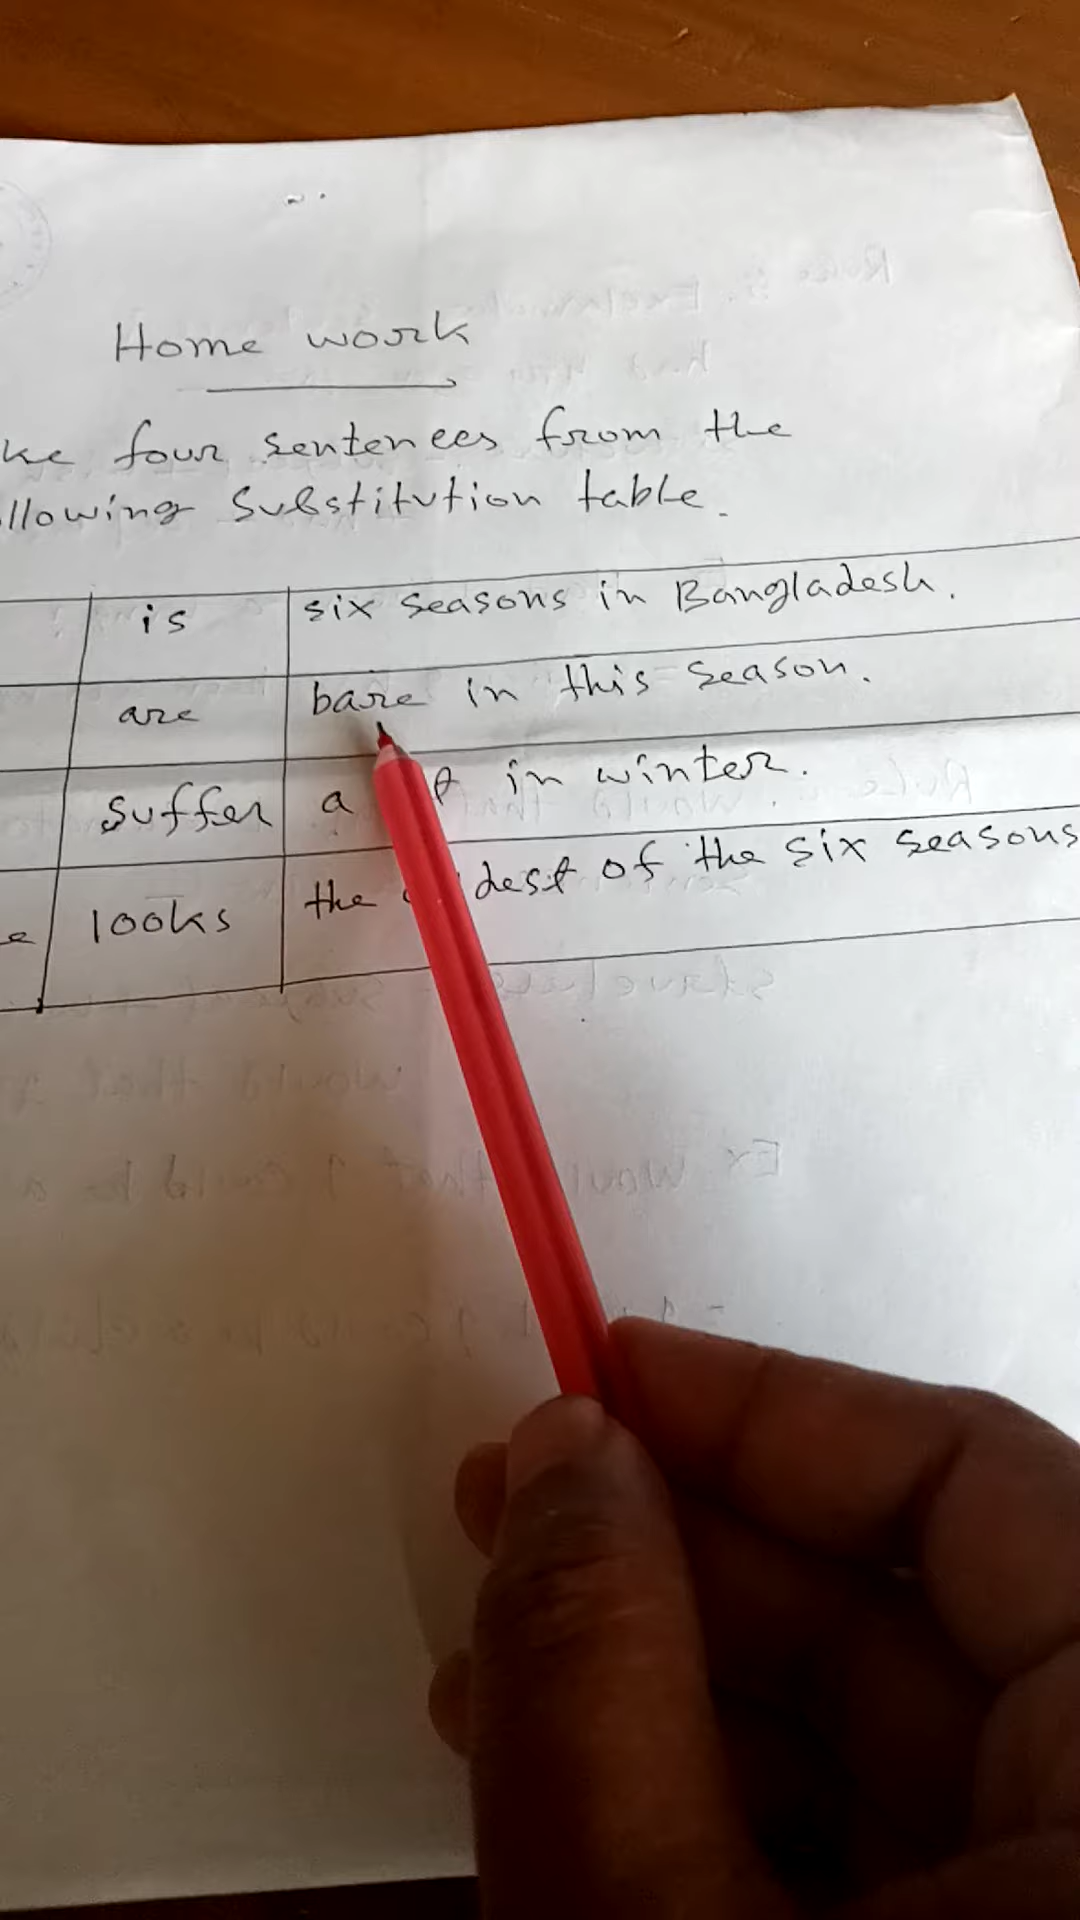 Home work
ke four sentences from the
llowing Substitution table.
is six seasons in Bangladesh.
are bare in this season.
suffer a in winter.
e looks the dest of the six seasons